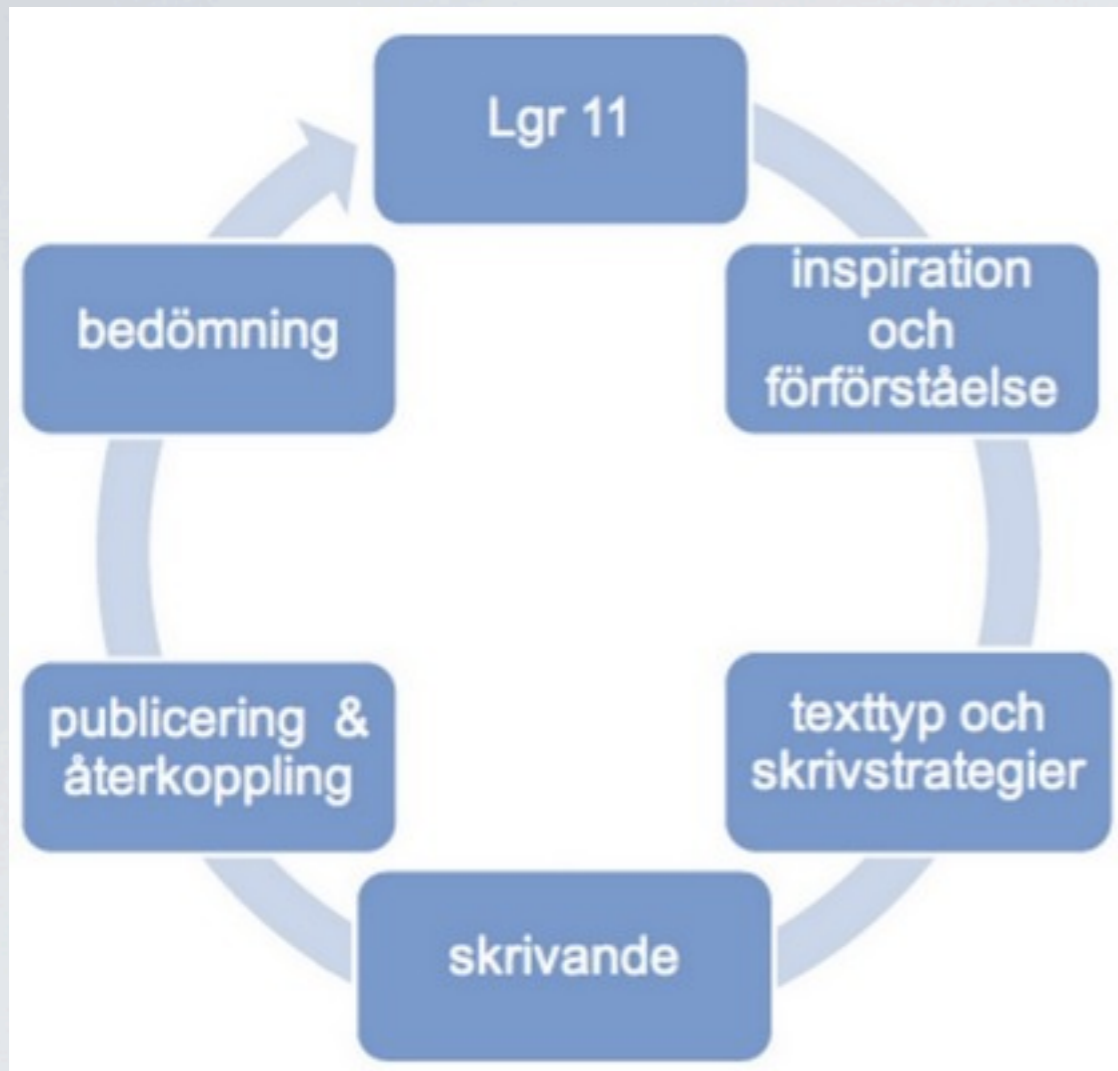 Lgr 11
inspiration
och
förförståelse
texttyp och
skrivstrategier
skrivande
publicering & 
återkoppling
bedömning